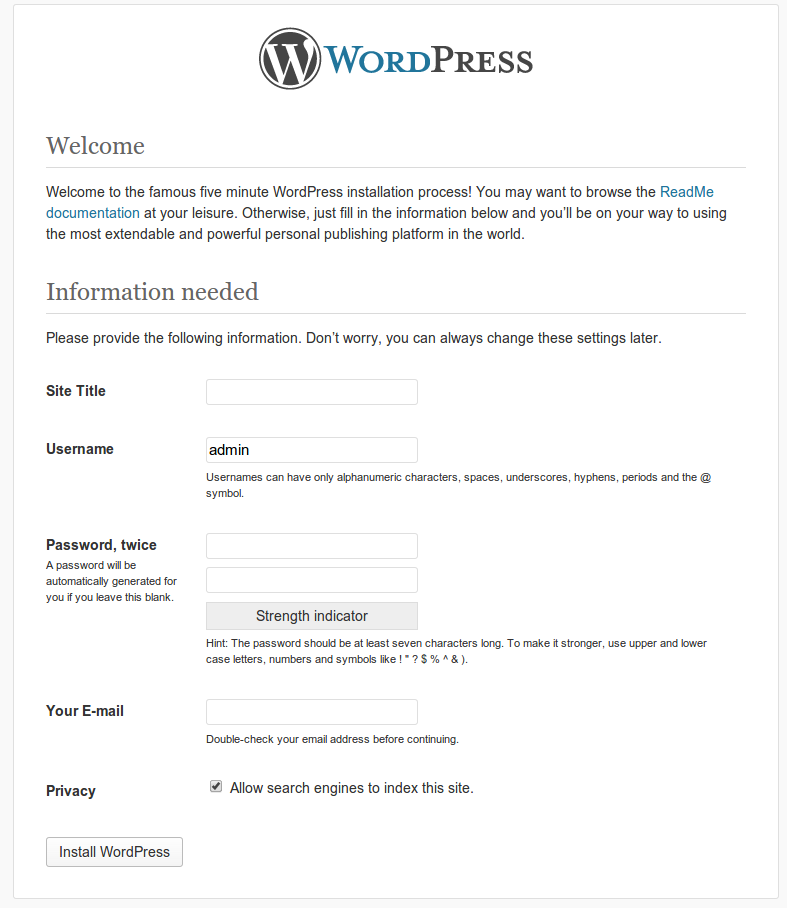 WORDPRESS
Welcome
Welcome to the famous five minute WordPress installation process! You may want to browse the ReadMe
documentation at your leisure. Otherwise, just fill in the information below and you’ll be on your way to using
the most extendable and powerful personal publishing platform in the world.
Information needed
Please provide the following information. Don’t worry, you can always change these settings later.
Site Title
Username
admin
Usernames can have only alphanumeric characters, spaces, underscores, hyphens, periods and the @
symbol.
Password, twice
A password will be
automatically generated for
you if you leave this blank.
Strength indicator
Hint: The password should be at least seven characters long. To make it stronger, use upper and lower
case letters, numbers and symbols like ! " ? $ % ^ & ).
Your E-mail
Double-check your email address before continuing.
Privacy
Allow search engines to index this site.
Install WordPress